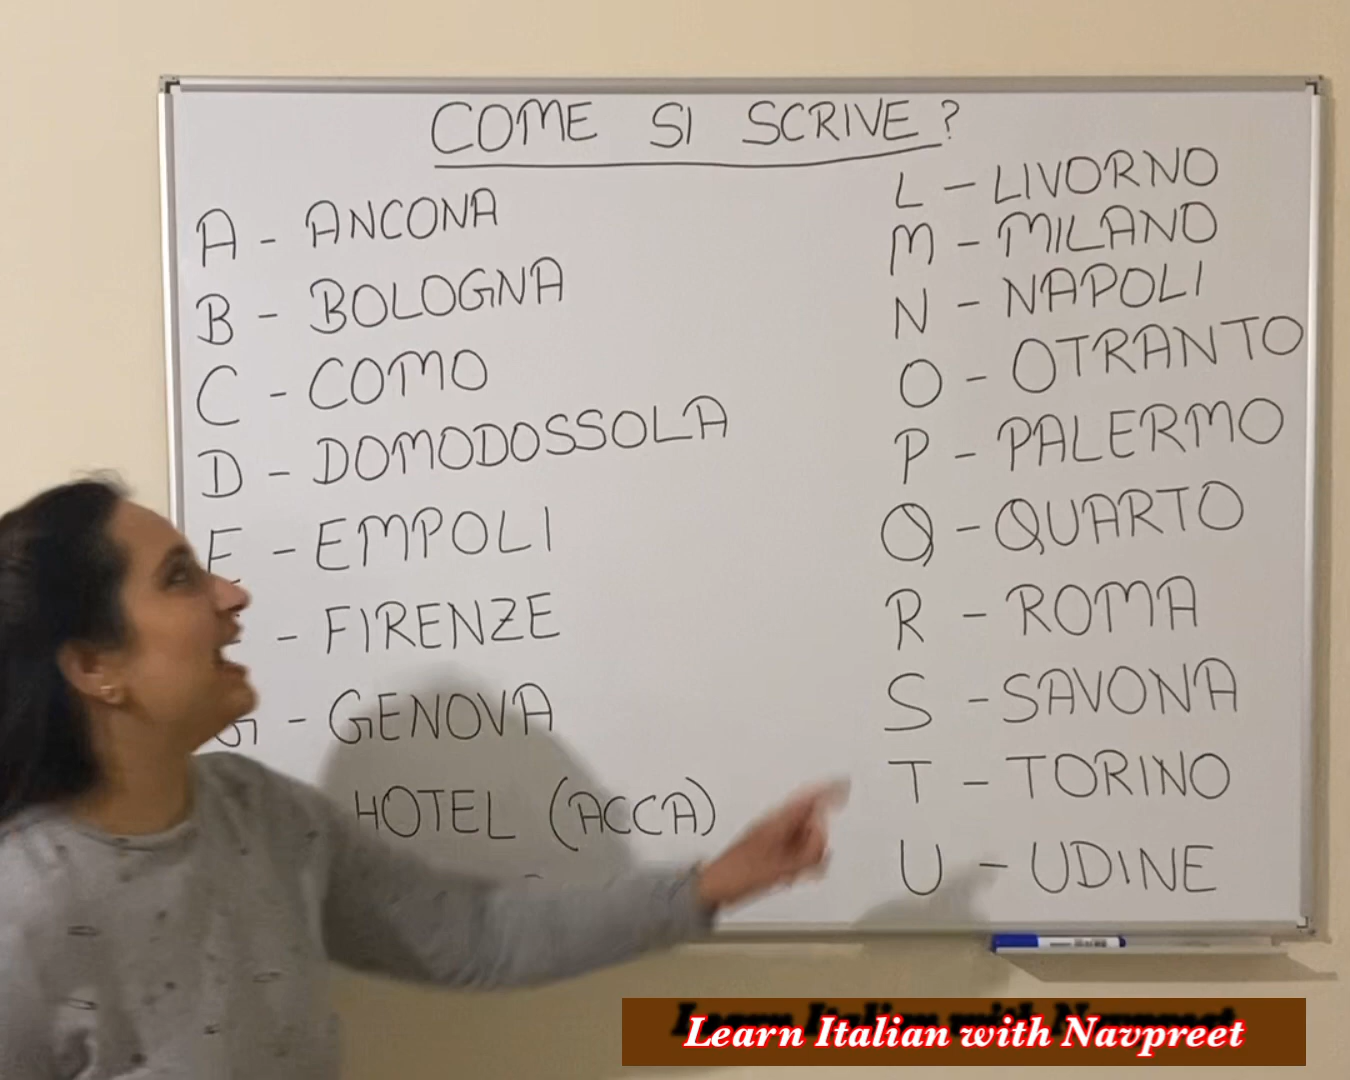 COME SI SCRIVE?
A - ANCONA
B - BOLOGNA
C - COMO
D - DOMODOSSOLA
E - EMPOLI
- FIRENZE
G - GENOVA
HOTEL (ACCA)
L - LIVORNO
M - MILANO
N - NAPOLI
O - OTRANTO
P - PALERMO
Q - QUARTO
R - ROMA
S - SAVONA
T - TORINO
U - UDINE
Learn Italian with Navpreet